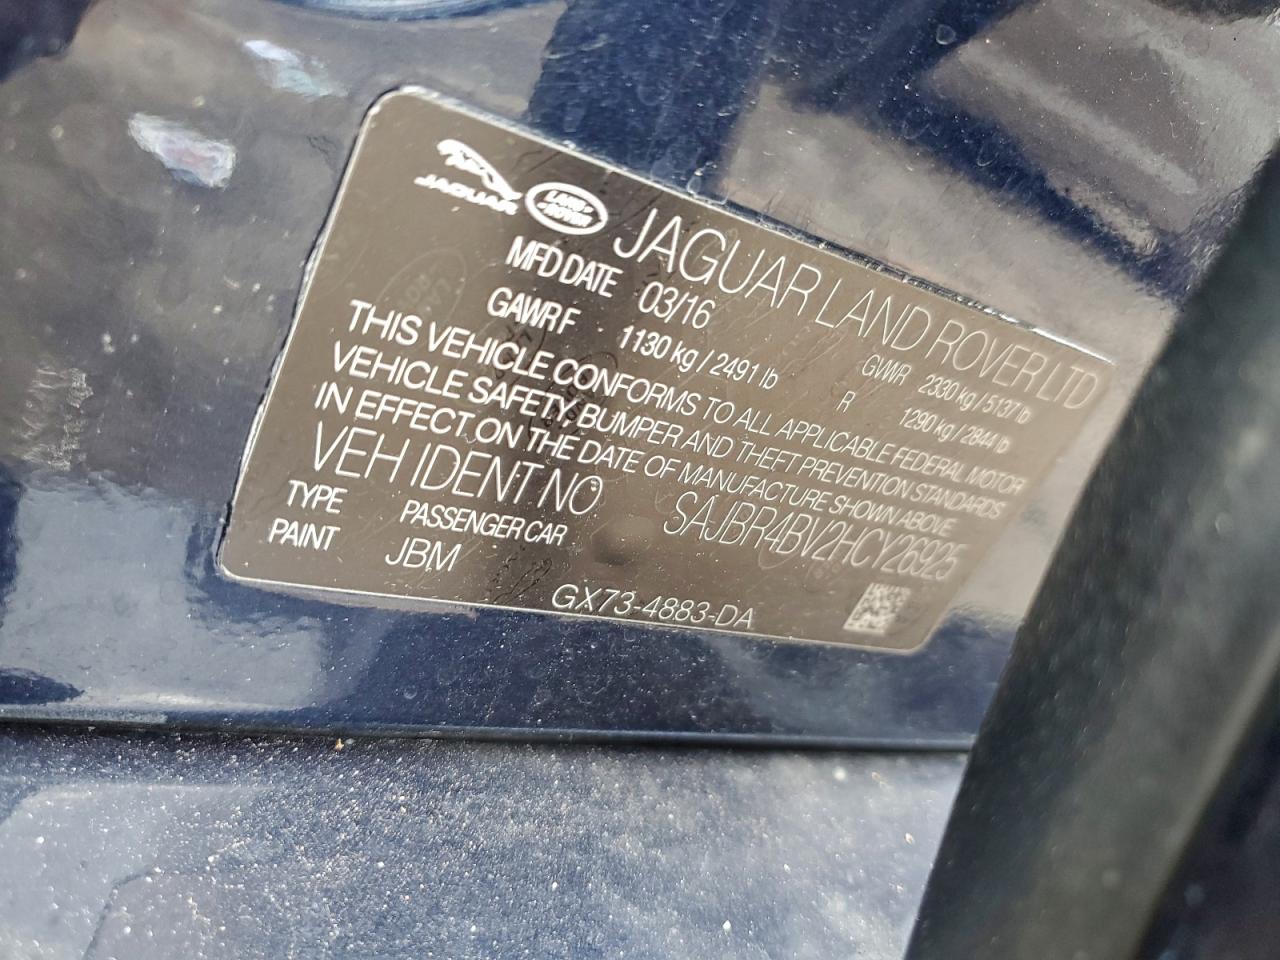 JAGUAR LAND ROVER JAGUAR LAND ROVER LTD
MFD DATE 03/16 GVWR 2330 kg / 5137 lb
GAWR F 1130 kg / 2491 lb R 1290 kg / 2844 lb
THIS VEHICLE CONFORMS TO ALL APPLICABLE FEDERAL MOTOR
VEHICLE SAFETY, BUMPER AND THEFT PREVENTION STANDARDS
IN EFFECT ON THE DATE OF MANUFACTURE SHOWN ABOVE
VEH IDENT NO SAJBR4BV2HCY26925
TYPE PASSENGER CAR
PAINT JBM
GX73-4883-DA